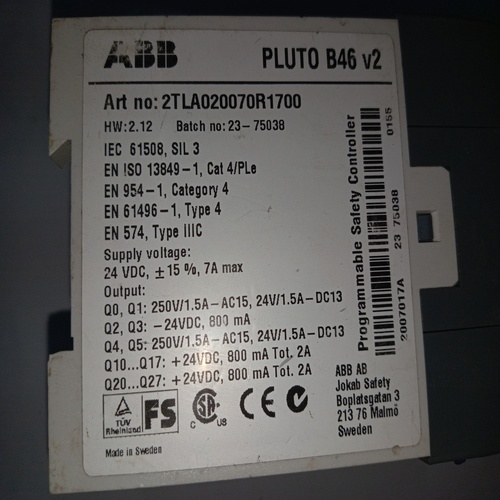 ABB
PLUTO B46 v2
Art no: 2TLA020070R1700
HW: 2.12 Batch no: 23-75038
IEC 61508, SIL 3
EN ISO 13849-1, Cat 4/PLe
EN 954-1, Category 4
EN 61496-1, Type 4
EN 574, Type IIIC
Supply voltage:
24 VDC, ±15 %, 7A max
Output:
Q0, Q1: 250V/1.5A-AC15, 24V/1.5A-DC13
Q2, Q3: -24VDC, 800 mA
Q4, Q5: 250V/1.5A-AC15, 24V/1.5A-DC13
Q10...Q17: +24VDC, 800 mA Tot. 2A
Q20...Q27: +24VDC, 800 mA Tot. 2A
TÜV
Rheinland
FS
C SA US
CE
Made in Sweden
Programmable Safety Controller
2007017A 23 75038 0155
ABB AB
Jokab Safety
Boplatsgatan 3
213 76 Malmö
Sweden